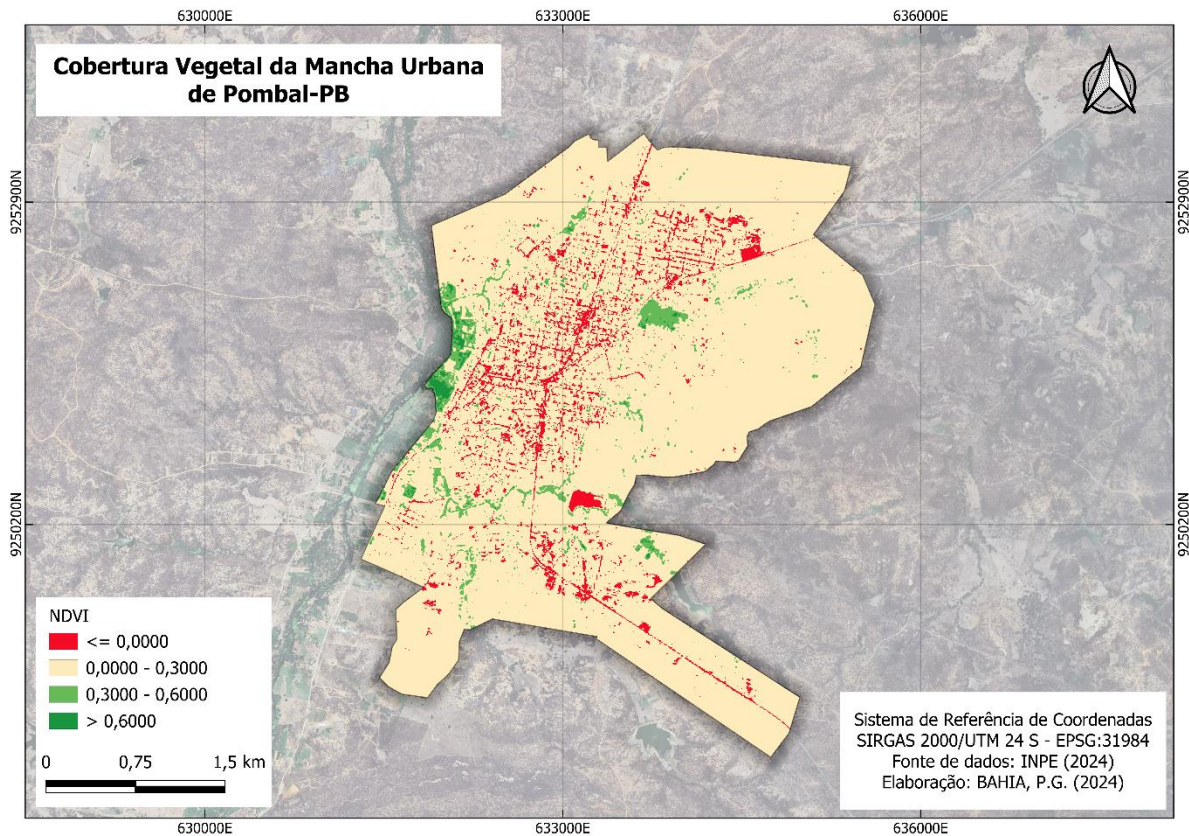 630000E
633000E
636000E
Cobertura Vegetal da Mancha Urbana
de Pombal-PB
9252900N
9252900N
9250200N
9250200N
NDVI
<= 0,0000
0,0000 - 0,3000
0,3000 - 0,6000
> 0,6000
0
0,75
1,5 km
Sistema de Referência de Coordenadas
SIRGAS 2000/UTM 24 S - EPSG:31984
Fonte de dados: INPE (2024)
Elaboração: BAHIA, P.G. (2024)
630000E
633000E
636000E